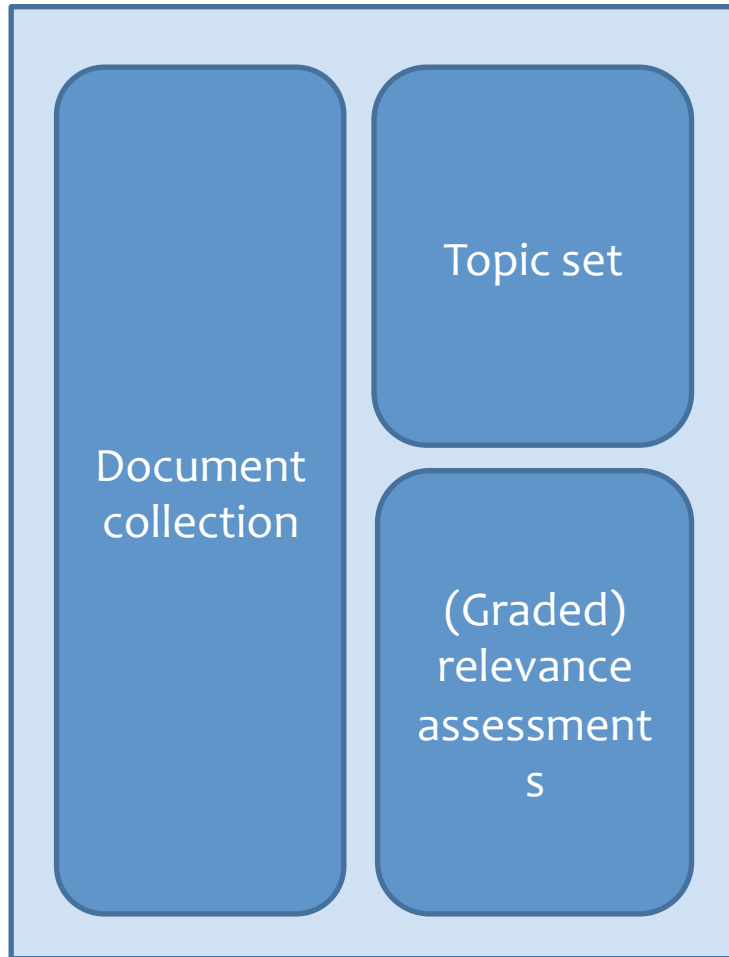 Topic set
Document
collection
(Graded)
relevance
assessment
s